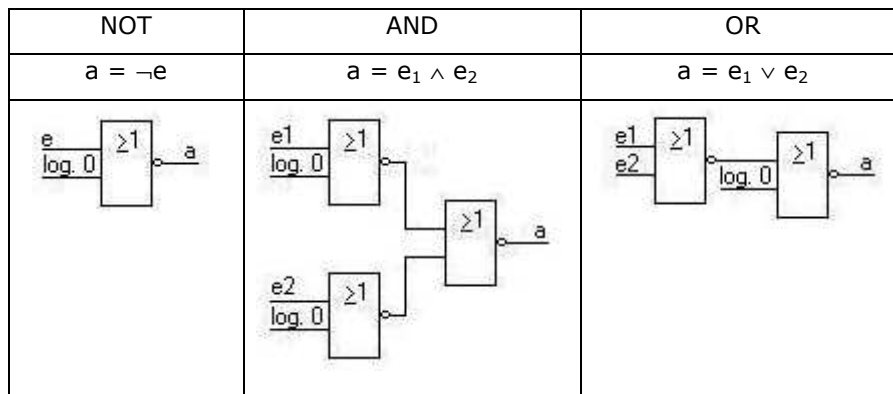 NOT AND OR
a = ¬e a = e₁ ∧ e₂ a = e₁ ∨ e₂
e
log. 0
≥1
a
e1
log. 0
≥1
≥1
a
e2
log. 0
≥1
e1
e2
≥1
log. 0
≥1
a